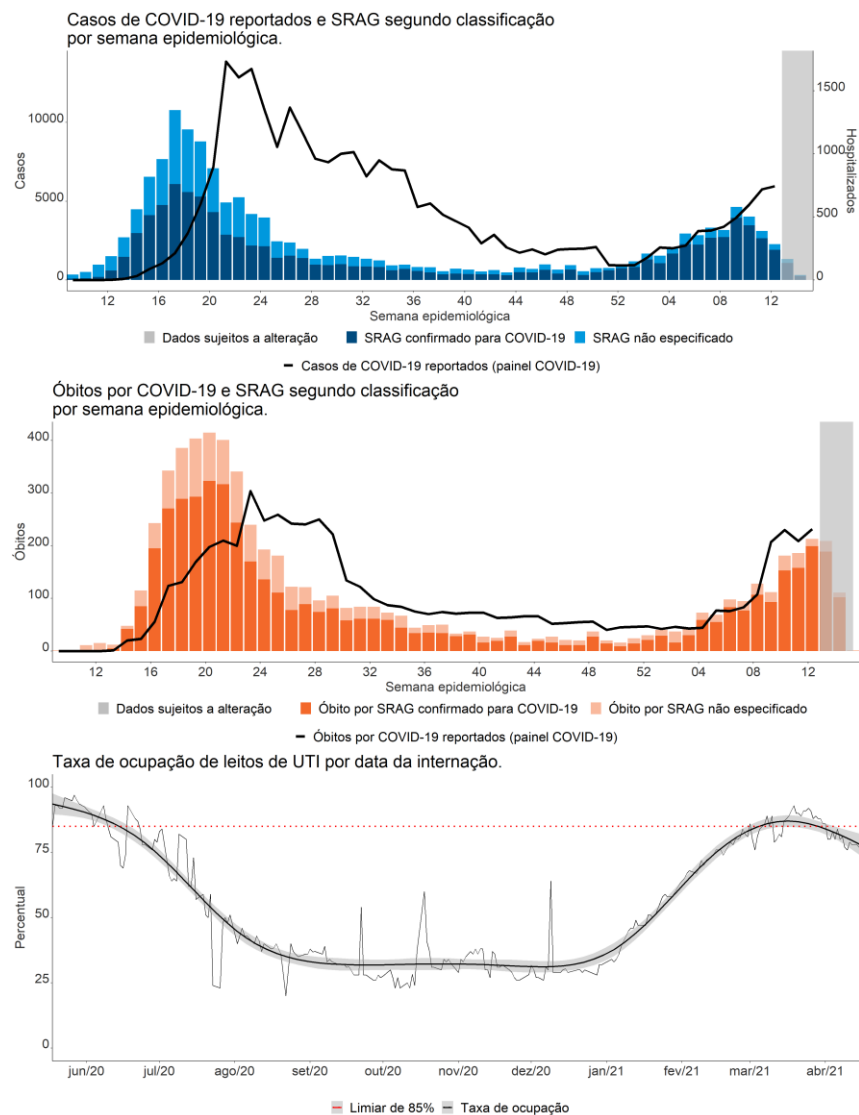 Casos de COVID-19 reportados e SRAG segundo classificação
por semana epidemiológica.
Casos
10000
5000
0
1500
1000
500
0
Hospitalizados
12 16 20 24 28 32 36 40 44 48 52 04 08 12
Semana epidemiológica
Dados sujeitos a alteração SRAG confirmado para COVID-19 SRAG não especificado
Casos de COVID-19 reportados (painel COVID-19)
Óbitos por COVID-19 e SRAG segundo classificação
por semana epidemiológica.
Óbitos
400
300
200
100
0
12 16 20 24 28 32 36 40 44 48 52 04 08 12
Semana epidemiológica
Dados sujeitos a alteração Óbito por SRAG confirmado para COVID-19 Óbito por SRAG não especificado
Óbitos por COVID-19 reportados (painel COVID-19)
Taxa de ocupação de leitos de UTI por data da internação.
Percentual
100
75
50
25
0
jun/20 jul/20 ago/20 set/20 out/20 nov/20 dez/20 jan/21 fev/21 mar/21 abr/21
Limiar de 85% Taxa de ocupação